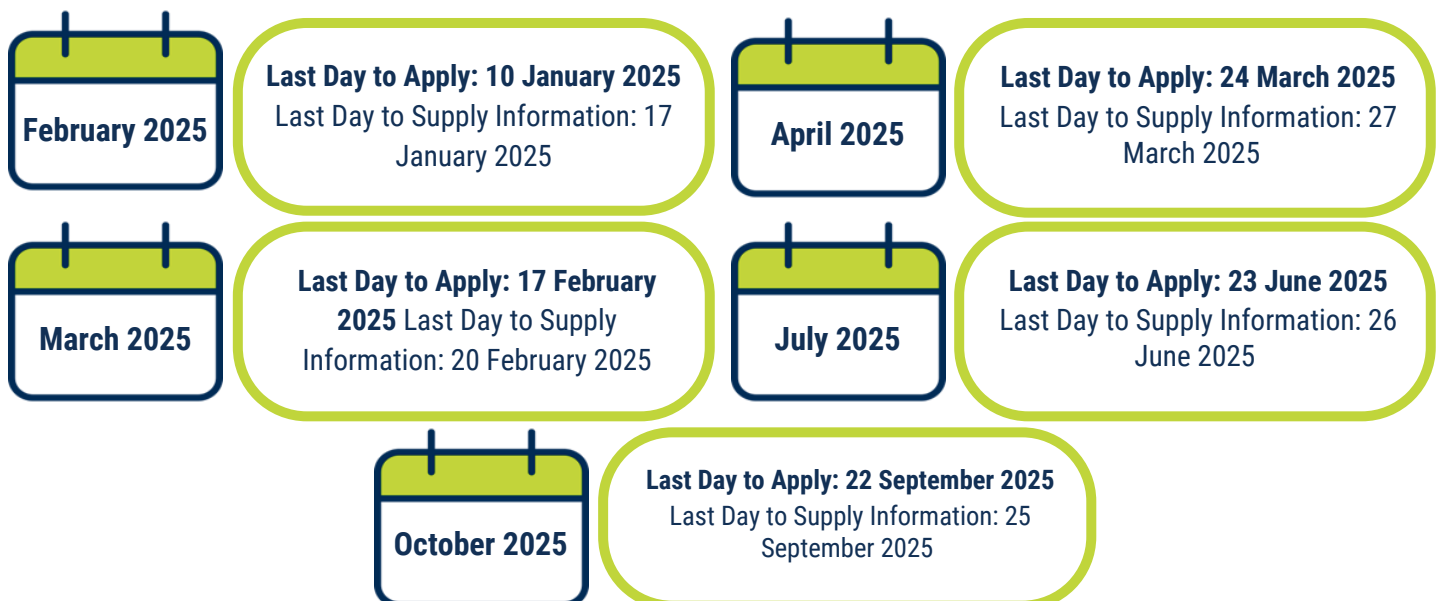 February 2025
Last Day to Apply: 10 January 2025
Last Day to Supply Information: 17
January 2025
April 2025
Last Day to Apply: 24 March 2025
Last Day to Supply Information: 27
March 2025
March 2025
Last Day to Apply: 17 February
2025 Last Day to Supply
Information: 20 February 2025
July 2025
Last Day to Apply: 23 June 2025
Last Day to Supply Information: 26
June 2025
October 2025
Last Day to Apply: 22 September 2025
Last Day to Supply Information: 25
September 2025